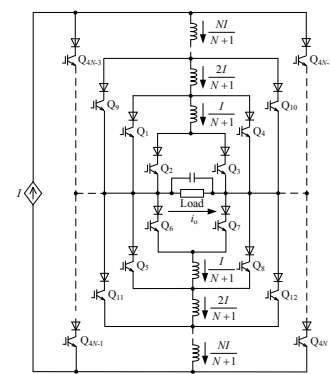 NI
N+1
Q4N-3
Q4N-2
2I
N+1
Q9
Q10
I
N+1
Q1
Q4
Q2
Q3
I
Load
Q6
io
Q7
Q5
I
N+1
Q8
Q11
2I
N+1
Q12
Q4N-1
NI
N+1
Q4N